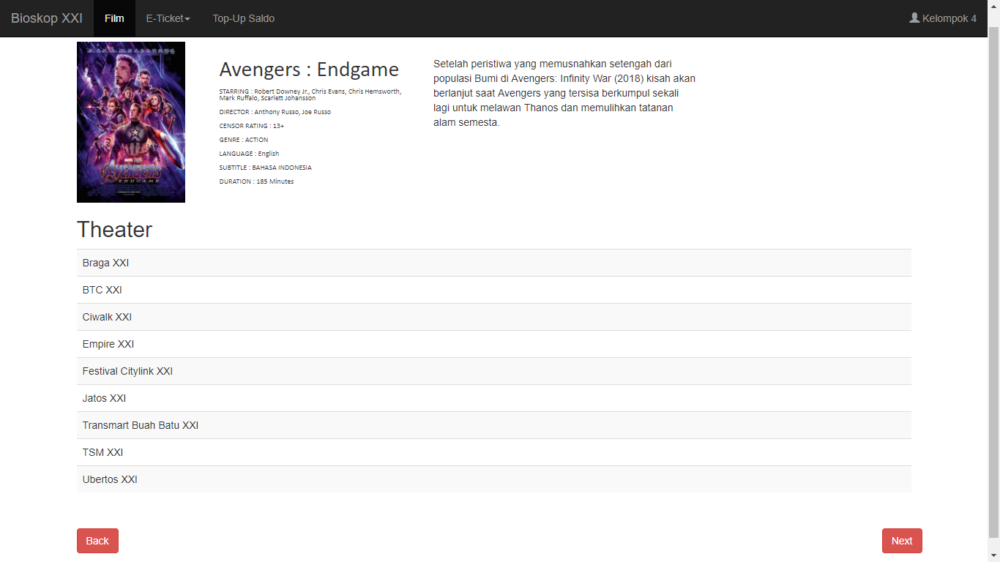 Bioskop XXI Film E-Ticket Top-Up Saldo Kelompok 4
MARVEL STUDIOS
AVENGERS
ENDGAME
Avengers : Endgame
STARRING : Robert Downey Jr., Chris Evans, Chris Hemsworth,
Mark Ruffalo, Scarlett Johansson
DIRECTOR : Anthony Russo, Joe Russo
CENSOR RATING : 13+
GENRE : ACTION
LANGUAGE : English
SUBTITLE : BAHASA INDONESIA
DURATION : 185 Minutes
Setelah peristiwa yang memusnahkan setengah dari
populasi Bumi di Avengers: Infinity War (2018) kisah akan
berlanjut saat Avengers yang tersisa berkumpul sekali
lagi untuk melawan Thanos dan memulihkan tatanan
alam semesta.
Theater
Braga XXI
BTC XXI
Ciwalk XXI
Empire XXI
Festival Citylink XXI
Jatos XXI
Transmart Buah Batu XXI
TSM XXI
Ubertos XXI
Back Next